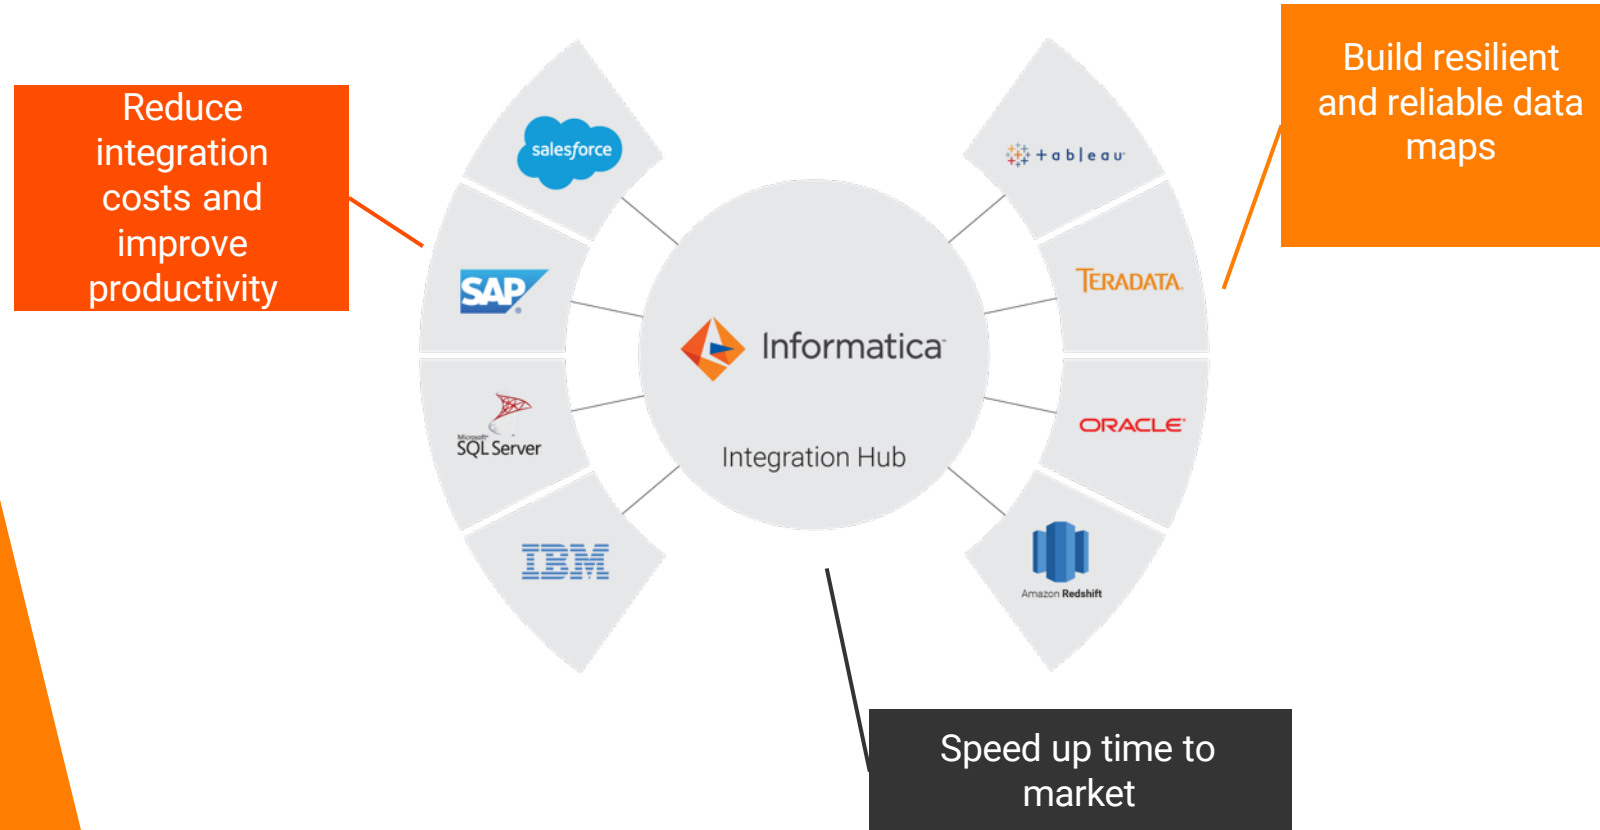 Reduce
integration
costs and
improve
productivity
salesforce
SAP
Microsoft
SQL Server
IBM
Informatica
Integration Hub
+ableau
TERADATA.
ORACLE
Amazon Redshift
Build resilient
and reliable data
maps
Speed up time to
market